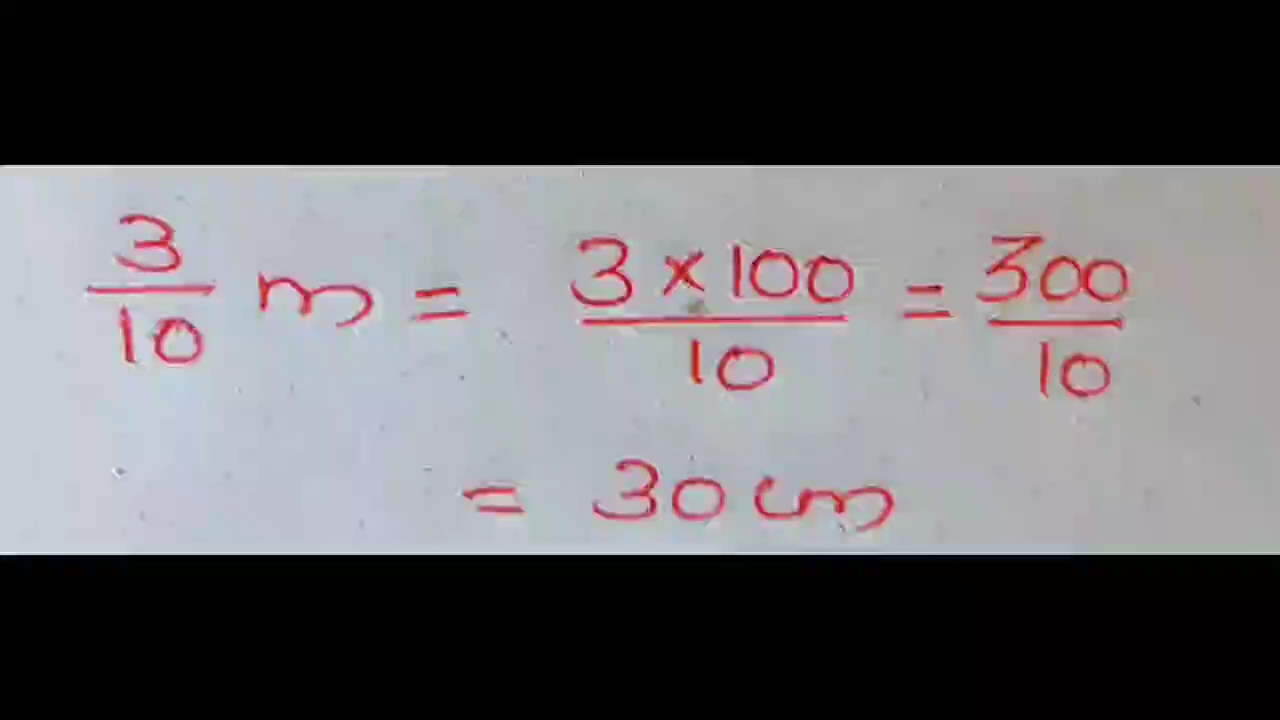 3/10 m = 3 × 100/10 = 300/10
= 30 cm